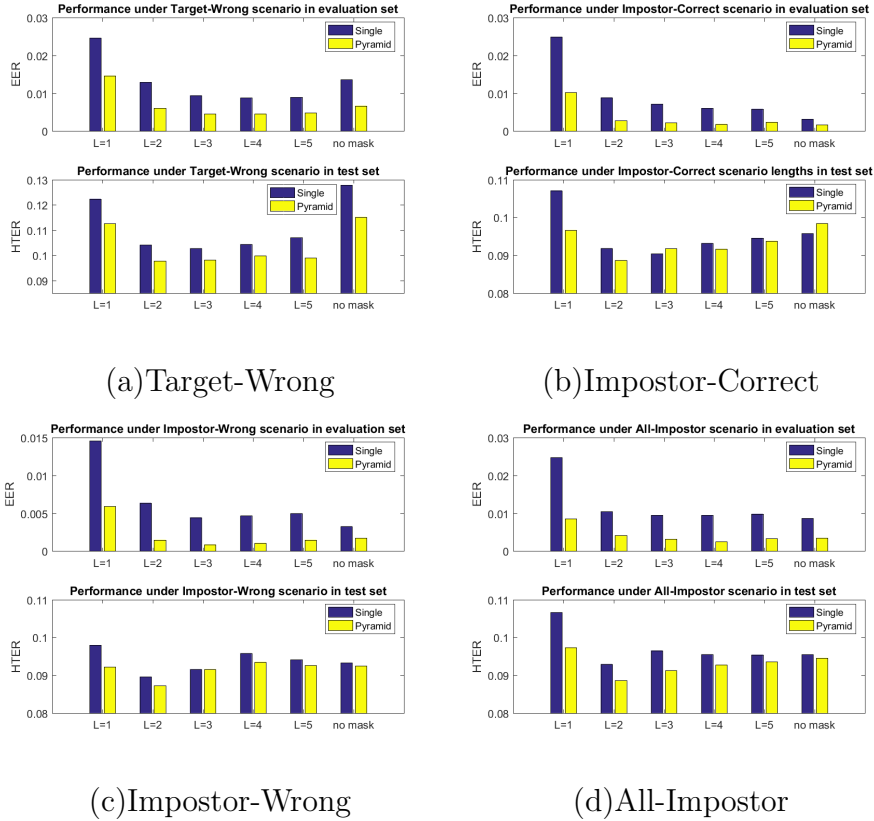 Performance under Target-Wrong scenario in evaluation set
0.03
0.02
0.01
0
EER
Single
Pyramid
L=1 L=2 L=3 L=4 L=5 no mask
Performance under Target-Wrong scenario in test set
0.13
0.12
0.11
0.1
0.09
HTER
Single
Pyramid
L=1 L=2 L=3 L=4 L=5 no mask
(a)Target-Wrong
Performance under Impostor-Correct scenario in evaluation set
0.03
0.02
0.01
0
EER
Single
Pyramid
L=1 L=2 L=3 L=4 L=5 no mask
Performance under Impostor-Correct scenario lengths in test set
0.11
0.1
0.09
0.08
HTER
Single
Pyramid
L=1 L=2 L=3 L=4 L=5 no mask
(b)Impostor-Correct
Performance under Impostor-Wrong scenario in evaluation set
0.015
0.01
0.005
0
EER
Single
Pyramid
L=1 L=2 L=3 L=4 L=5 no mask
Performance under Impostor-Wrong scenario in test set
0.11
0.1
0.09
0.08
HTER
Single
Pyramid
L=1 L=2 L=3 L=4 L=5 no mask
(c)Impostor-Wrong
Performance under All-Impostor scenario in evaluation set
0.03
0.02
0.01
0
EER
Single
Pyramid
L=1 L=2 L=3 L=4 L=5 no mask
Performance under All-Impostor scenario in test set
0.11
0.1
0.09
0.08
HTER
Single
Pyramid
L=1 L=2 L=3 L=4 L=5 no mask
(d)All-Impostor